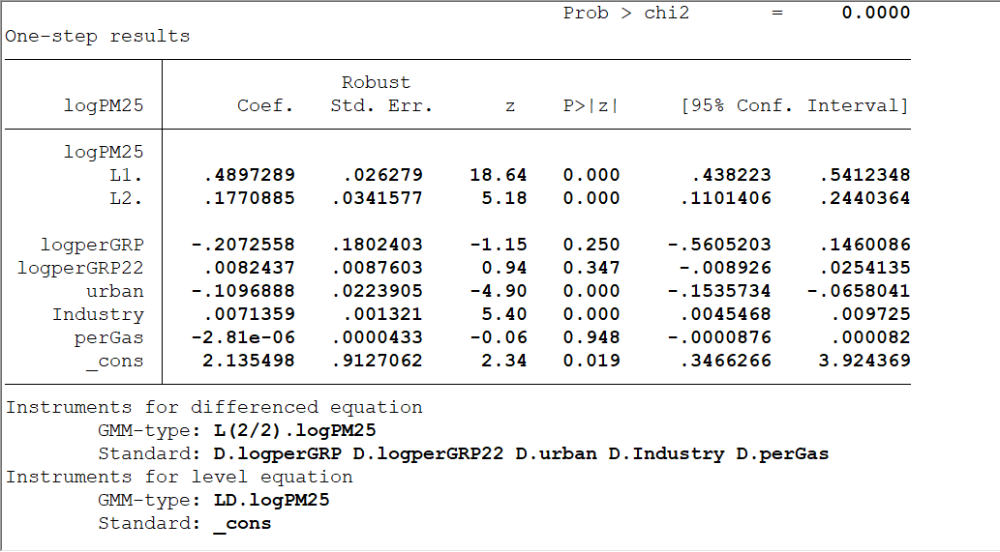 Prob > chi2 = 0.0000
One-step results
Robust
logPM25 Coef. Std. Err. z P>|z| [95% Conf. Interval]
logPM25
L1. .4897289 .026279 18.64 0.000 .438223 .5412348
L2. .1770885 .0341577 5.18 0.000 .1101406 .2440364
logperGRP -.2072558 .1802403 -1.15 0.250 -.5605203 .1460086
logperGRP22 .0082437 .0087603 0.94 0.347 -.008926 .0254135
urban -.1096888 .0223905 -4.90 0.000 -.1535734 -.0658041
Industry .0071359 .001321 5.40 0.000 .0045468 .009725
perGas -2.81e-06 .0000433 -0.06 0.948 -.0000876 .000082
_cons 2.135498 .9127062 2.34 0.019 .3466266 3.924369
Instruments for differenced equation
GMM-type: L(2/2).logPM25
Standard: D.logperGRP D.logperGRP22 D.urban D.Industry D.perGas
Instruments for level equation
GMM-type: LD.logPM25
Standard: _cons